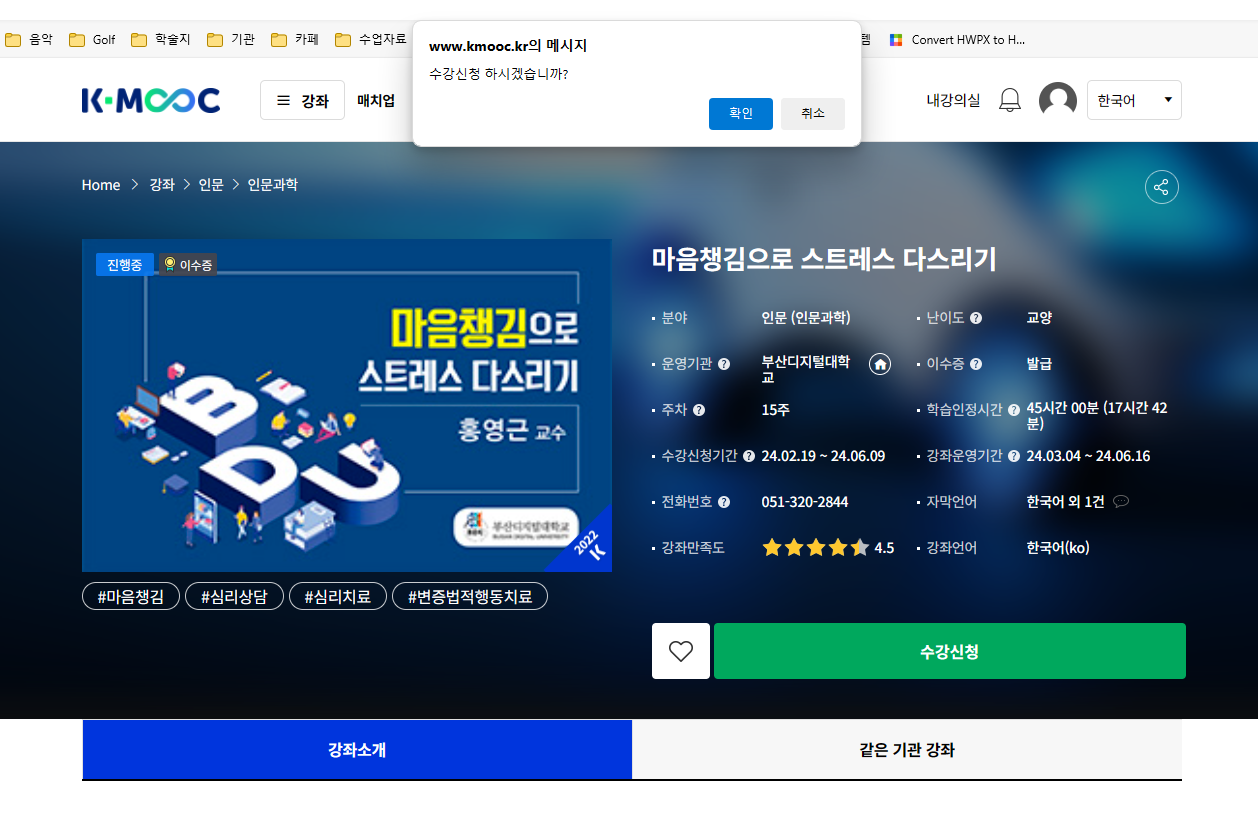 음악 Golf 학술지 기관 카페 수업자료
Convert HWPX to H...
www.kmooc.kr의 메시지
수강신청 하시겠습니까?
확인 취소
K-MOOC
강좌 매치업
내강의실
한국어
Home > 강좌 > 인문 > 인문과학
진행중 이수증
마음챙김으로
스트레스 다스리기
홍영근 교수
BDU
부산디지털대학교
BUSAN DIGITAL UNIVERSITY
2022
K
#마음챙김 #심리상담 #심리치료 #변증법적행동치료
마음챙김으로 스트레스 다스리기
분야 인문 (인문과학) 난이도 교양
운영기관 부산디지털대학
교
이수증 발급
주차 15주
학습인정시간 45시간 00분 (17시간 42
분)
수강신청기간 24.02.19 ~ 24.06.09 강좌운영기간 24.03.04 ~ 24.06.16
전화번호 051-320-2844 자막언어 한국어 외 1건
강좌만족도 4.5 강좌언어 한국어(ko)
수강신청
강좌소개 같은 기관 강좌